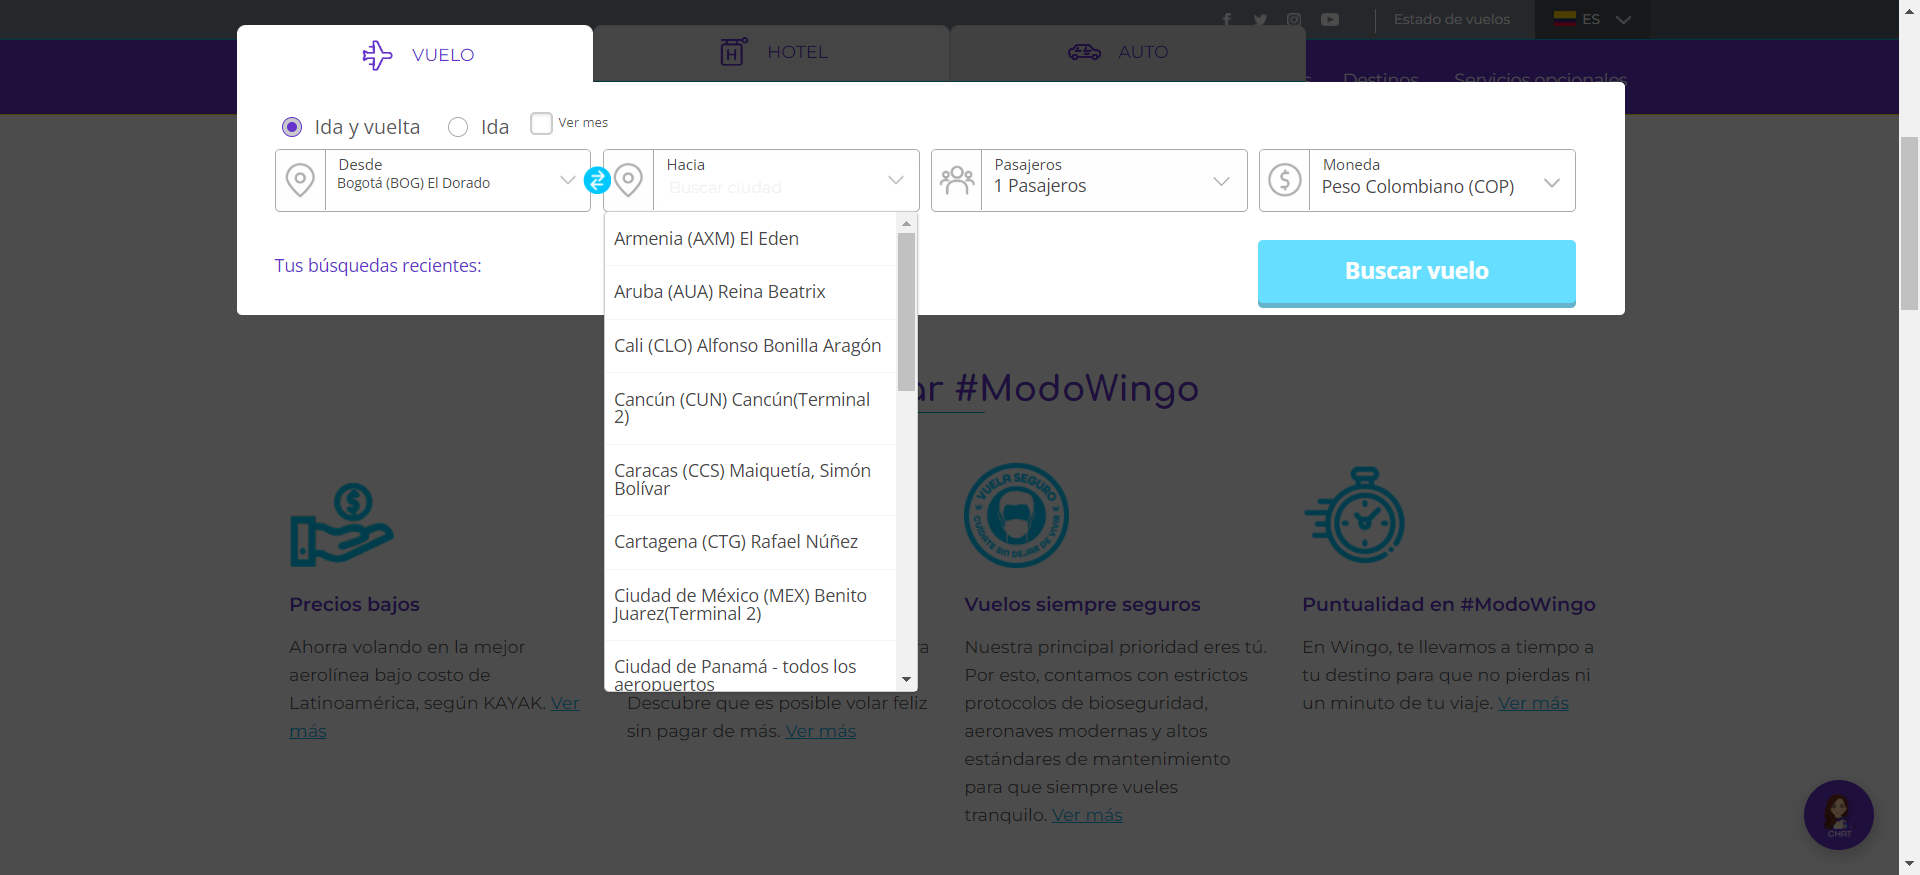 Estado de vuelos
ES
VUELO
HOTEL
AUTO
Destinos
Servicios opcionales
Ida y vuelta
Ida
Ver mes
Desde
Bogotá (BOG) El Dorado
Hacia
Buscar ciudad
Pasajeros
1 Pasajeros
Moneda
Peso Colombiano (COP)
Tus búsquedas recientes:
Buscar vuelo
Armenia (AXM) El Eden
Aruba (AUA) Reina Beatrix
Cali (CLO) Alfonso Bonilla Aragón
Cancún (CUN) Cancún(Terminal
2)
Caracas (CCS) Maiquetía, Simón
Bolívar
Cartagena (CTG) Rafael Núñez
Ciudad de México (MEX) Benito
Juarez(Terminal 2)
Ciudad de Panamá - todos los
aeropuertos
#ModoWingo
Precios bajos
Ahorra volando en la mejor
aerolínea bajo costo de
Latinoamérica, según KAYAK. Ver
más
Descubre que es posible volar feliz
sin pagar de más. Ver más
VUELA SEGURO
CUÍDATE SIN DEJAR DE VIVIR
Vuelos siempre seguros
Nuestra principal prioridad eres tú.
Por esto, contamos con estrictos
protocolos de bioseguridad,
aeronaves modernas y altos
estándares de mantenimiento
para que siempre vueles
tranquilo. Ver más
Puntualidad en #ModoWingo
En Wingo, te llevamos a tiempo a
tu destino para que no pierdas ni
un minuto de tu viaje. Ver más
CHAT